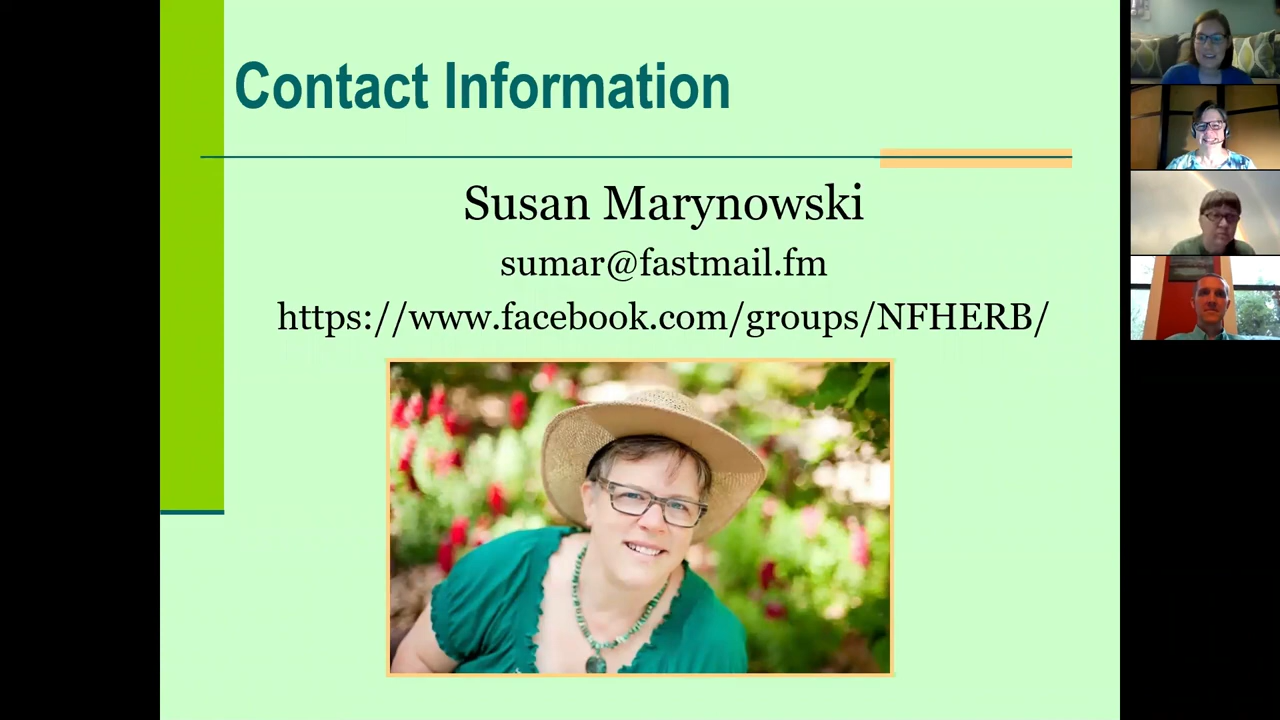 Contact Information
Susan Marynowski
sumar@fastmail.fm
https://www.facebook.com/groups/NFHERB/